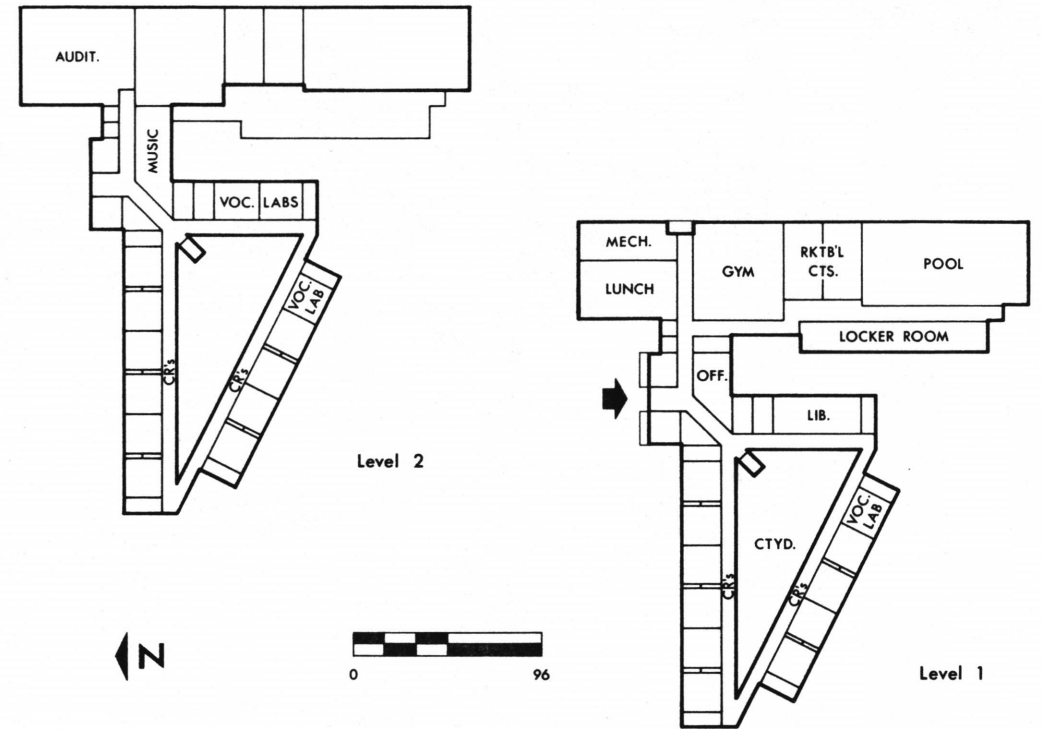 AUDIT.
MUSIC
VOC. LABS
VOC.
LAB
CR's
CR's
Level 2
MECH.
LUNCH
GYM
RKTB'L
CTS.
POOL
LOCKER ROOM
OFF.
LIB.
VOC.
LAB
CTYD.
CR's
CR's
Level 1
N
0 96